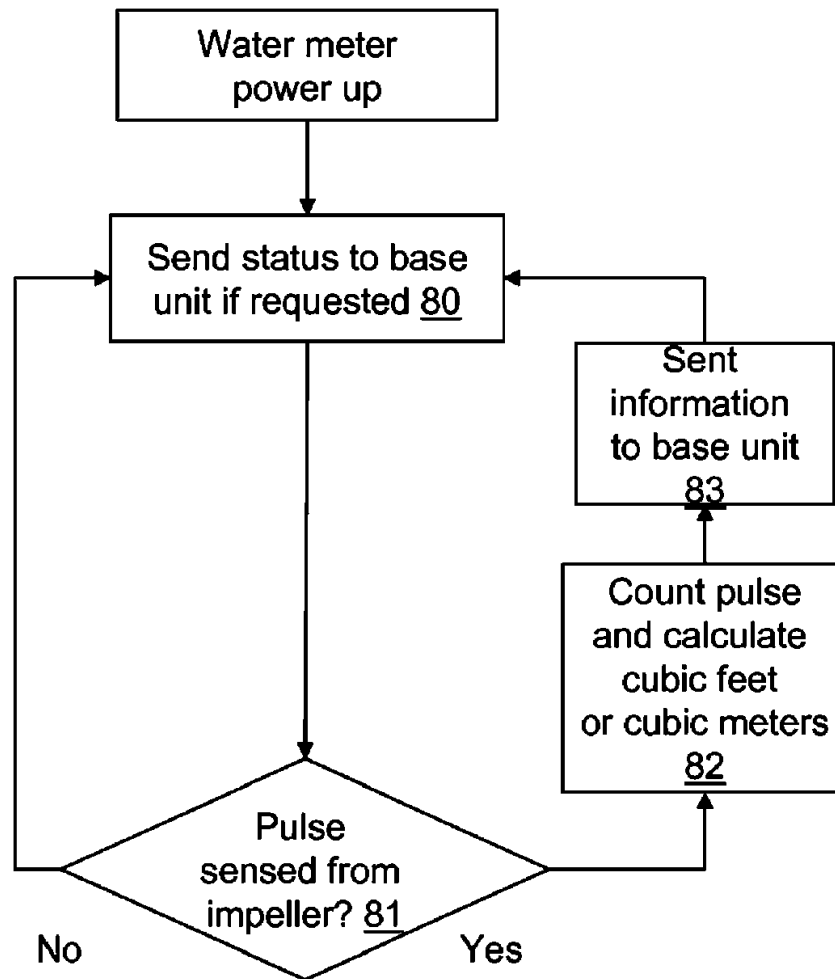 Water meter
power up
Send status to base
unit if requested 80
Sent
information
to base unit
83
Count pulse
and calculate
cubic feet
or cubic meters
82
Pulse
sensed from
impeller? 81
No
Yes